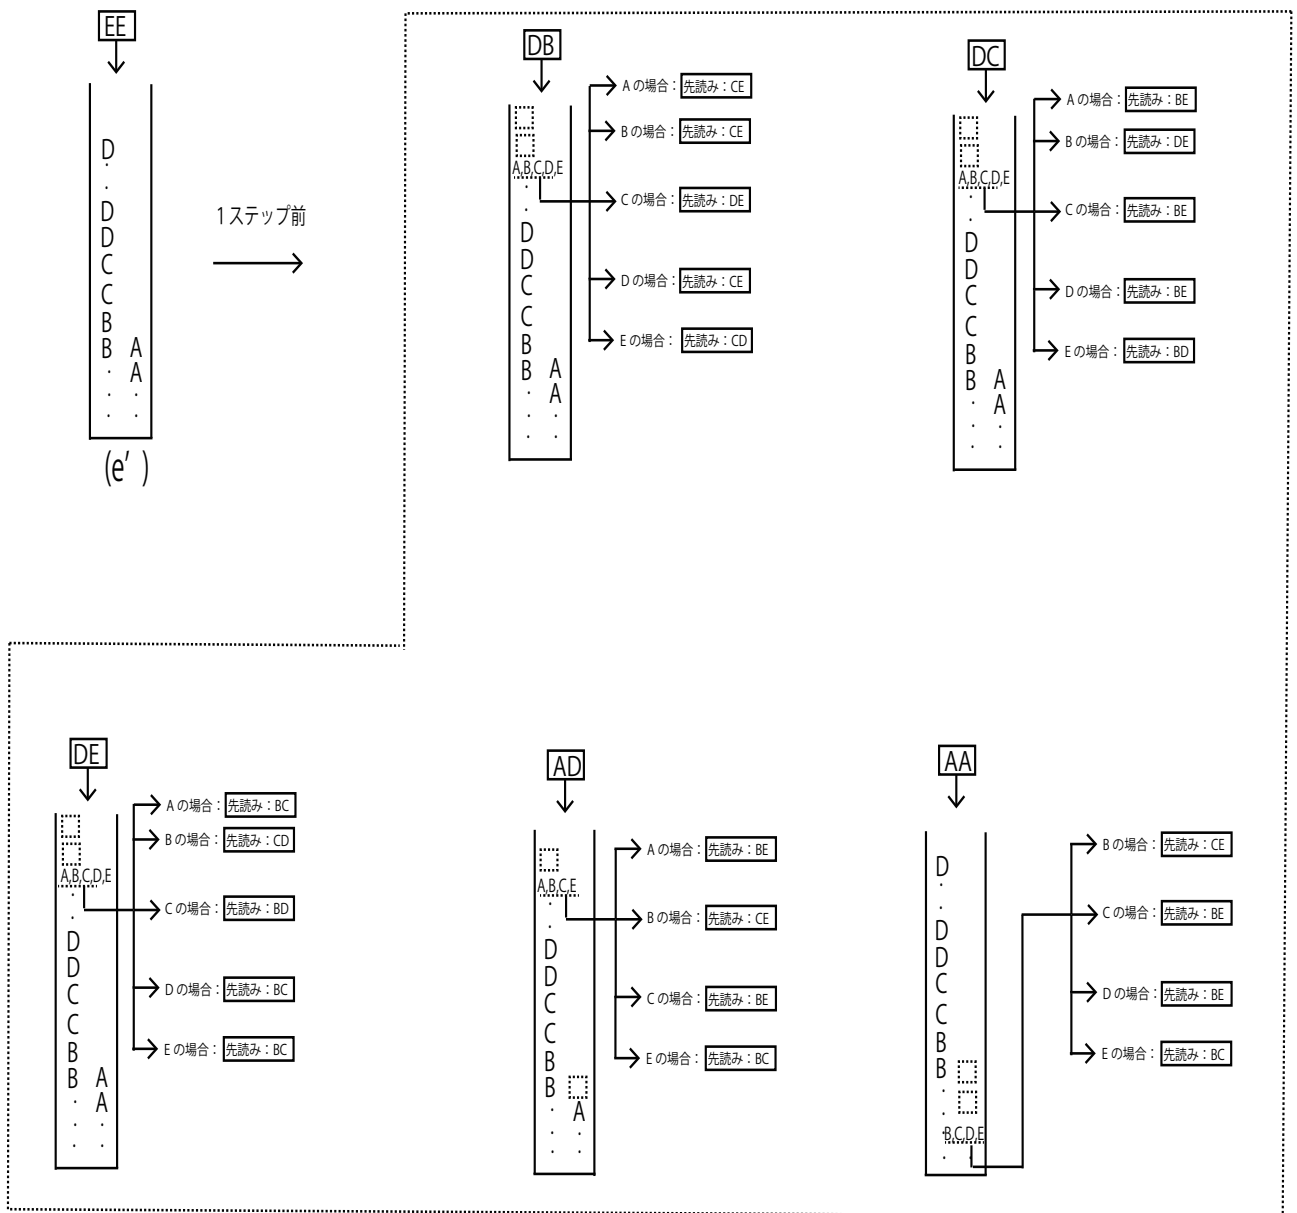 EE
D
D
D
C
C
B
B A
A
(e' )
1 ステップ前
DB
A,B,C,D,E
D
D
C
C
B
B A
A
A の場合： 先読み：CE
B の場合： 先読み：CE
C の場合： 先読み：DE
D の場合： 先読み：CE
E の場合： 先読み：CD
DC
A,B,C,D,E
D
D
C
C
B
B A
A
A の場合： 先読み：BE
B の場合： 先読み：DE
C の場合： 先読み：BE
D の場合： 先読み：BE
E の場合： 先読み：BD
DE
A,B,C,D,E
D
D
C
C
B
B A
A
A の場合： 先読み：BC
B の場合： 先読み：CD
C の場合： 先読み：BD
D の場合： 先読み：BC
E の場合： 先読み：BC
AD
A,B,C,E
D
D
C
C
B
B
A
A の場合： 先読み：BE
B の場合： 先読み：CE
C の場合： 先読み：BE
E の場合： 先読み：BC
AA
D
D
D
C
C
B
B
B,C,D,E
B の場合： 先読み：CE
C の場合： 先読み：BE
D の場合： 先読み：BE
E の場合： 先読み：BC